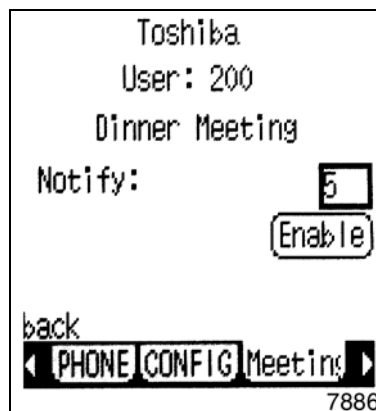 Toshiba
User: 200
Dinner Meeting
Notify: 5
Enable
back
PHONE CONFIG Meeting
7886